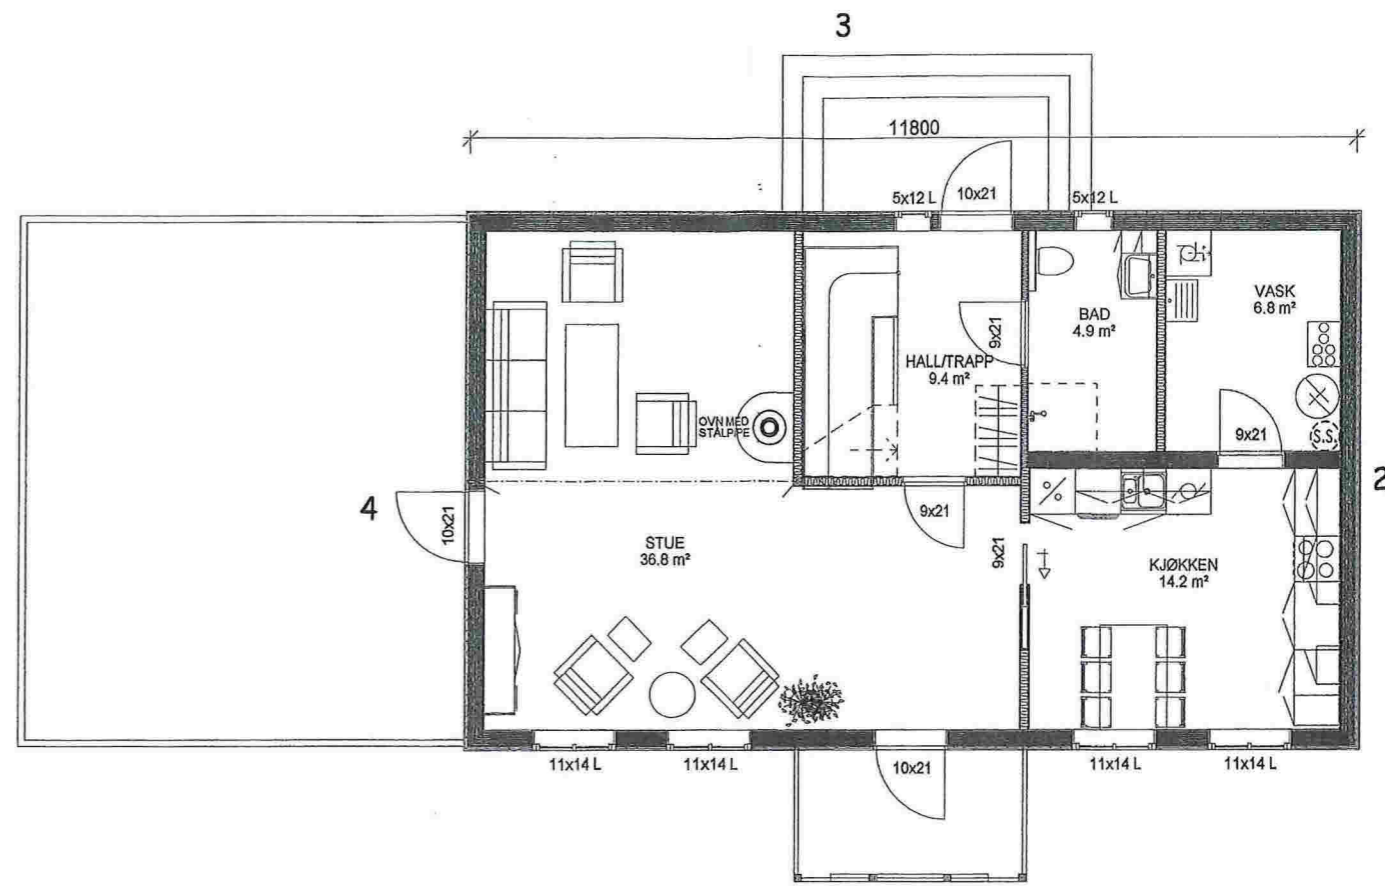 3
11800
5x12 L
10x21
5x12 L
VASK
6.8 m²
BAD
4.9 m²
9x21
HALL/TRAPP
9.4 m²
OVN MED
STÅLPIPE
9x21
S.S.
2
4
10x21
9x21
9x21
STUE
36.8 m²
KJØKKEN
14.2 m²
11x14 L
11x14 L
10x21
11x14 L
11x14 L